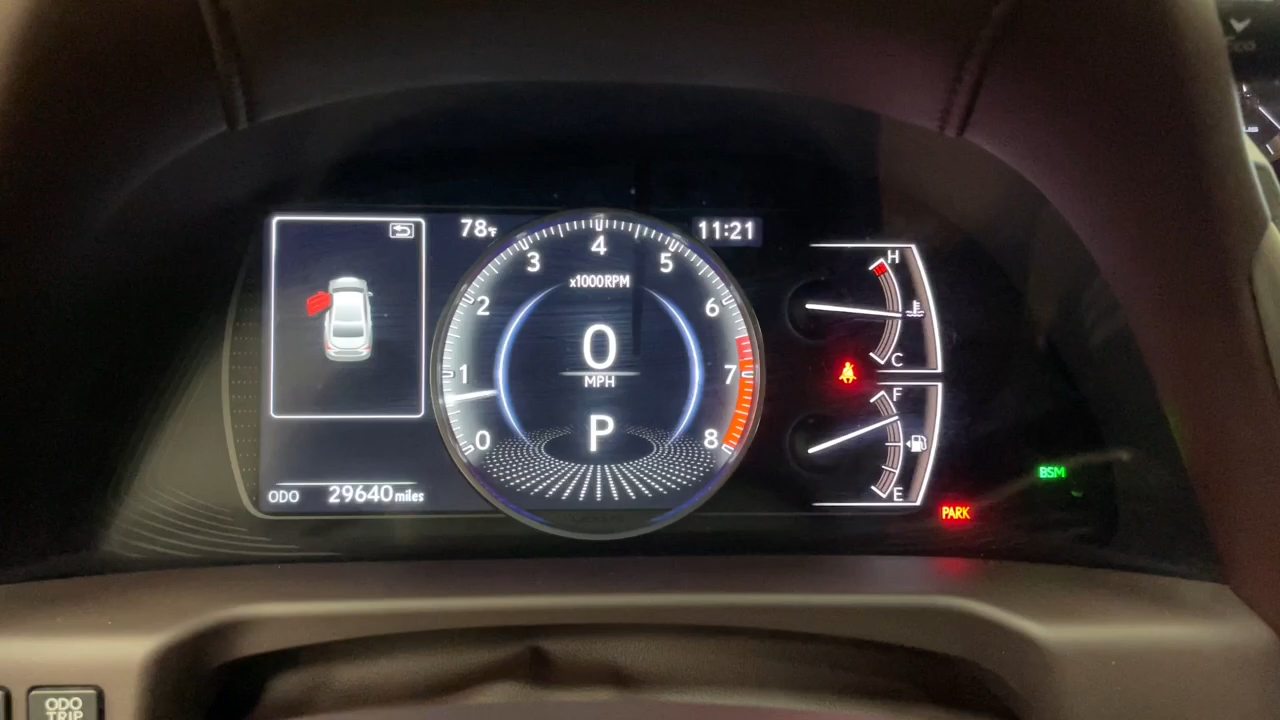 78°F
11:21
4
3
5
x1000RPM
2
6
H
0
MPH
1
7
C
F
P
0
8
E
ODO 29640 miles
BSM
PARK
ODO
TRIP